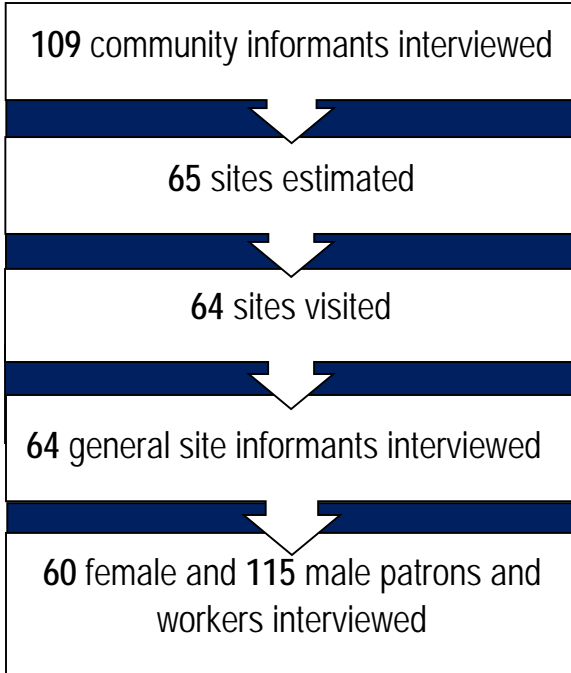 109 community informants interviewed
65 sites estimated
64 sites visited
64 general site informants interviewed
60 female and 115 male patrons and
workers interviewed